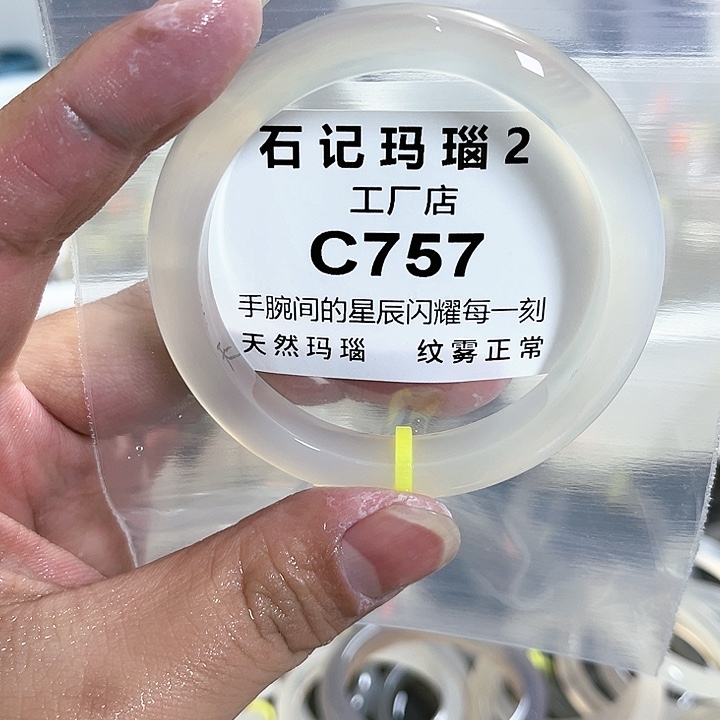 石记玛瑙2
工厂店
C757
手腕间的星辰闪耀每一刻
天然玛瑙 纹雾正常